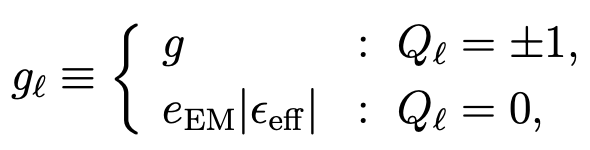 g_ℓ ≡ { g : Q_ℓ = ±1,
e_EM|ϵ_eff| : Q_ℓ = 0,